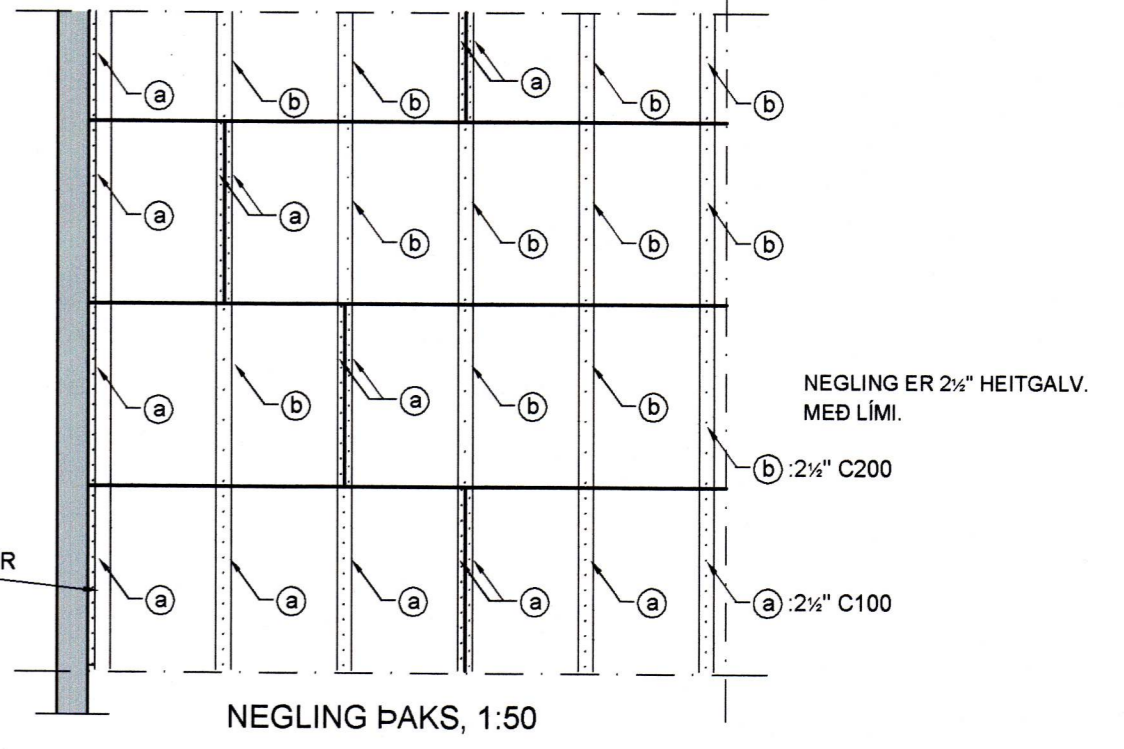 a b b a b b
a a b b b b
a b a b b
NEGLING ER 2½" HEITGALV.
MEÐ LÍMI.
b :2½" C200
R
a a a a a a :2½" C100
NEGLING ÞAKS, 1:50